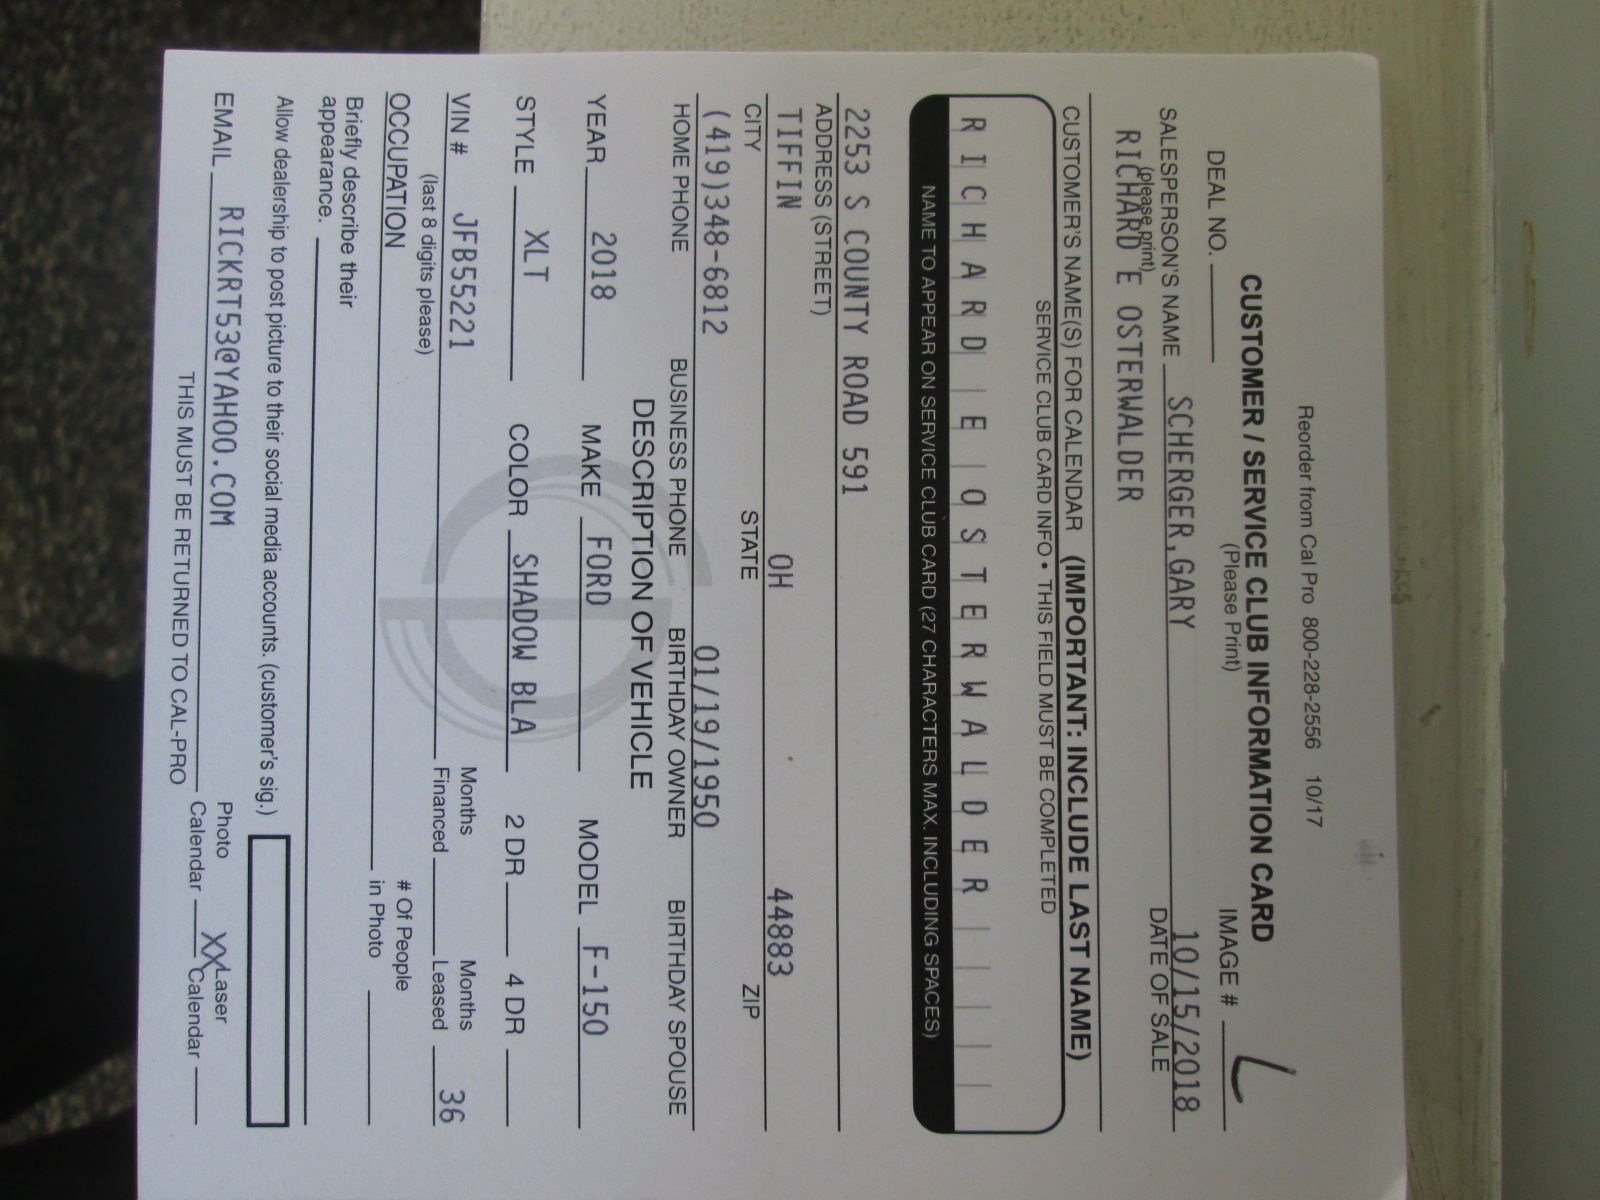 Reorder from Cal Pro 800-228-2556 10/17
CUSTOMER / SERVICE CLUB INFORMATION CARD
(Please Print)
DEAL NO. IMAGE #
SALESPERSON'S NAME SCHERGER,GARY 10/15/2018
(please print) DATE OF SALE
RICHARD E OSTERWALDER
CUSTOMER'S NAME(S) FOR CALENDAR (IMPORTANT: INCLUDE LAST NAME)
SERVICE CLUB CARD INFO • THIS FIELD MUST BE COMPLETED
RICHARD E OSTERWALDER
NAME TO APPEAR ON SERVICE CLUB CARD (27 CHARACTERS MAX. INCLUDING SPACES)
2253 S COUNTY ROAD 591
ADDRESS (STREET)
TIFFIN OH 44883
CITY STATE ZIP
(419)348-6812 01/19/1950
HOME PHONE BUSINESS PHONE BIRTHDAY OWNER BIRTHDAY SPOUSE
DESCRIPTION OF VEHICLE
YEAR 2018 MAKE FORD MODEL F-150
STYLE XLT COLOR SHADOW BLA 2 DR 4 DR
VIN # JFB55221 Months Financed Months Leased 36
(last 8 digits please)
OCCUPATION # Of People in Photo
Briefly describe their
appearance.
Allow dealership to post picture to their social media accounts. (customer's sig.)
EMAIL RICKRT53@YAHOO.COM Photo Calendar XX Laser Calendar
THIS MUST BE RETURNED TO CAL-PRO